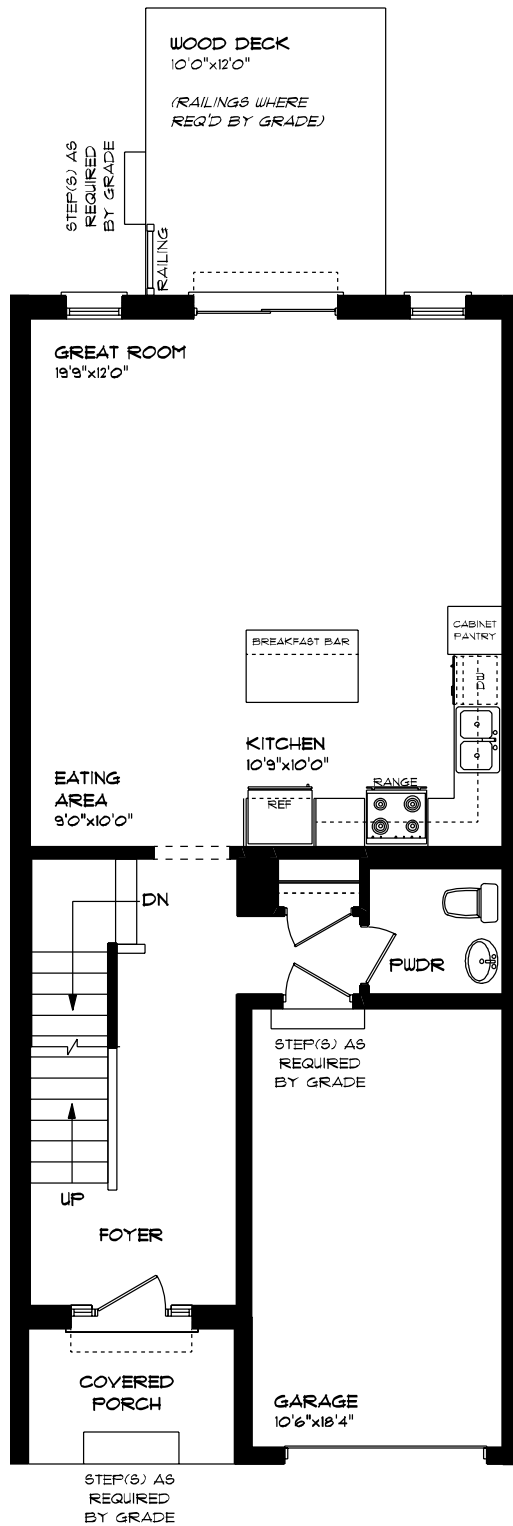 WOOD DECK
10'0"x12'0"
(RAILINGS WHERE
REQ'D BY GRADE)
STEP(S) AS
REQUIRED
BY GRADE
RAILING
GREAT ROOM
19'9"x12'0"
CABINET
PANTRY
BREAKFAST BAR
DW
KITCHEN
10'9"x10'0"
EATING
AREA
9'0"x10'0"
RANGE
REF
DN
PWDR
STEP(S) AS
REQUIRED
BY GRADE
UP
FOYER
COVERED
PORCH
GARAGE
10'6"x18'4"
STEP(S) AS
REQUIRED
BY GRADE